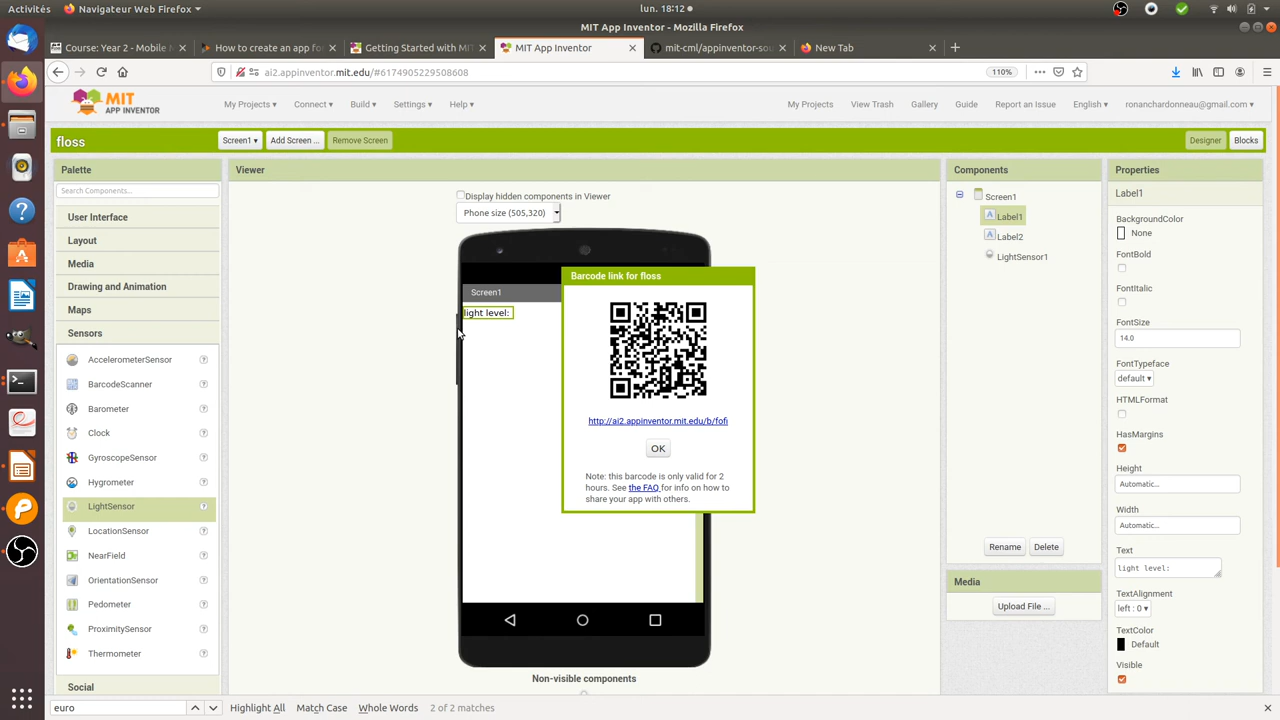 Activités
Navigateur Web Firefox
lun. 18:12
MIT App Inventor - Mozilla Firefox
Course: Year 2 - Mobile
How to create an app fo
Getting Started with MI
MIT App Inventor
mit-cml/appinventor-sou
New Tab
ai2.appinventor.mit.edu/#6174905229508608
110%
MIT
APP INVENTOR
My Projects
Connect
Build
Settings
Help
My Projects
View Trash
Gallery
Guide
Report an Issue
English
ronanchardonneau@gmail.com
floss
Screen1
Add Screen ...
Remove Screen
Designer
Blocks
Palette
Search Components...
User Interface
Layout
Media
Drawing and Animation
Maps
Sensors
AccelerometerSensor
BarcodeScanner
Barometer
Clock
GyroscopeSensor
Hygrometer
LightSensor
LocationSensor
NearField
OrientationSensor
Pedometer
ProximitySensor
Thermometer
Social
Viewer
Display hidden components in Viewer
Phone size (505,320)
Screen1
light level:
Barcode link for floss
http://ai2.appinventor.mit.edu/b/fofi
OK
Note: this barcode is only valid for 2
hours. See the FAQ for info on how to
share your app with others.
Non-visible components
Components
Screen1
Label1
Label2
LightSensor1
Rename
Delete
Media
Upload File ...
Properties
Label1
BackgroundColor
None
FontBold
FontItalic
FontSize
14.0
FontTypeface
default
HTMLFormat
HasMargins
Height
Automatic...
Width
Automatic...
Text
light level:
TextAlignment
left : 0
TextColor
Default
Visible
euro
Highlight All
Match Case
Whole Words
2 of 2 matches